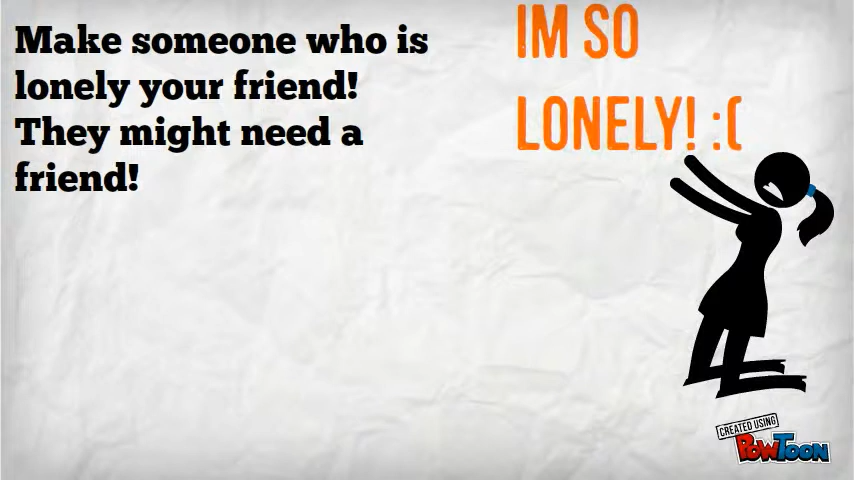 Make someone who is
lonely your friend!
They might need a
friend!
IM SO
LONELY! :(
CREATED USING
POWTOON